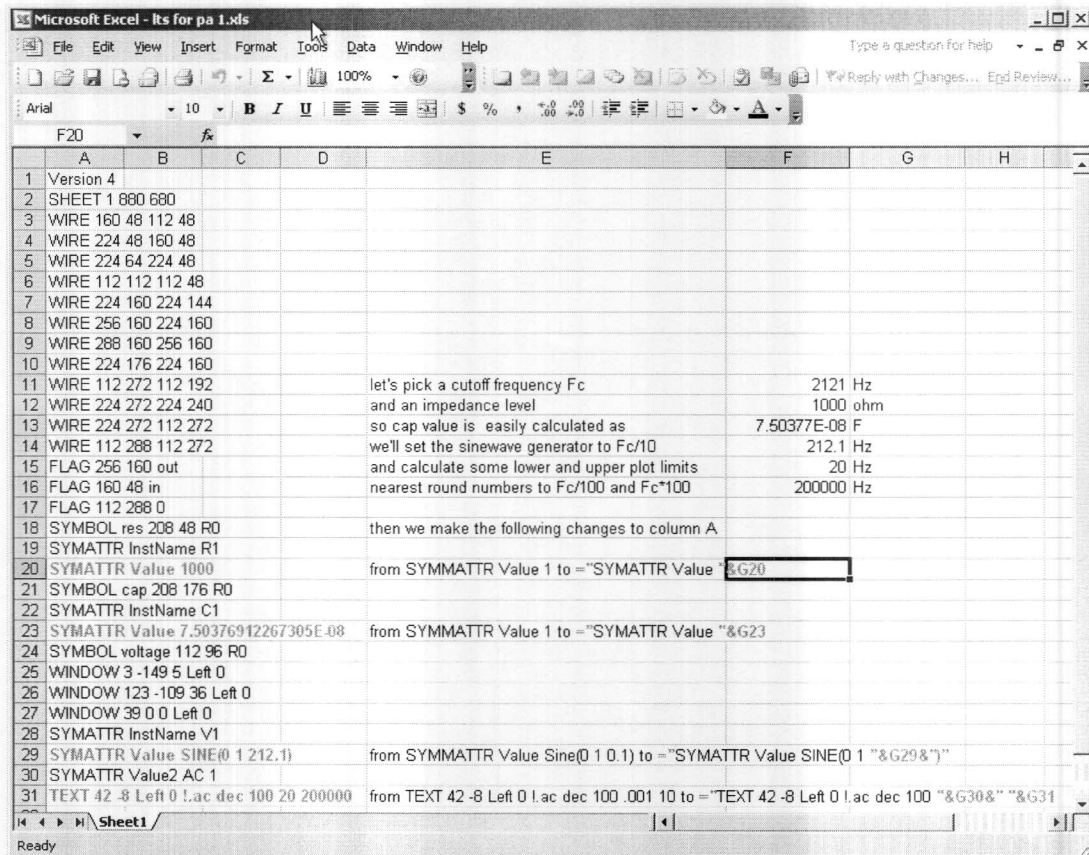 Microsoft Excel - lts for pa 1.xls
File Edit View Insert Format Tools Data Window Help Type a question for help
100% Reply with Changes... End Review...
Arial 10 B I U $ % ,
F20 fx
A B C D E F G H
1 Version 4
2 SHEET 1 880 680
3 WIRE 160 48 112 48
4 WIRE 224 48 160 48
5 WIRE 224 64 224 48
6 WIRE 112 112 112 48
7 WIRE 224 160 224 144
8 WIRE 256 160 224 160
9 WIRE 288 160 256 160
10 WIRE 224 176 224 160
11 WIRE 112 272 112 192 let's pick a cutoff frequency Fc 2121 Hz
12 WIRE 224 272 224 240 and an impedance level 1000 ohm
13 WIRE 224 272 112 272 so cap value is easily calculated as 7.50377E-08 F
14 WIRE 112 288 112 272 we'll set the sinewave generator to Fc/10 212.1 Hz
15 FLAG 256 160 out and calculate some lower and upper plot limits 20 Hz
16 FLAG 160 48 in nearest round numbers to Fc/100 and Fc*100 200000 Hz
17 FLAG 112 288 0
18 SYMBOL res 208 48 R0 then we make the following changes to column A
19 SYMATTR InstName R1
20 SYMATTR Value 1000 from SYMMATTR Value 1 to ="SYMATTR Value "&G20
21 SYMBOL cap 208 176 R0
22 SYMATTR InstName C1
23 SYMATTR Value 7.50376912267305E-08 from SYMMATTR Value 1 to ="SYMATTR Value "&G23
24 SYMBOL voltage 112 96 R0
25 WINDOW 3 -149 5 Left 0
26 WINDOW 123 -109 36 Left 0
27 WINDOW 39 0 0 Left 0
28 SYMATTR InstName V1
29 SYMATTR Value SINE(0 1 212.1) from SYMMATTR Value Sine(0 1 0.1) to ="SYMATTR Value SINE(0 1 "&G29&")"
30 SYMATTR Value2 AC 1
31 TEXT 42 -8 Left 0 !.ac dec 100 20 200000 from TEXT 42 -8 Left 0 !.ac dec 100 .001 10 to ="TEXT 42 -8 Left 0 !.ac dec 100 "&G30&" "&G31
Sheet1
Ready